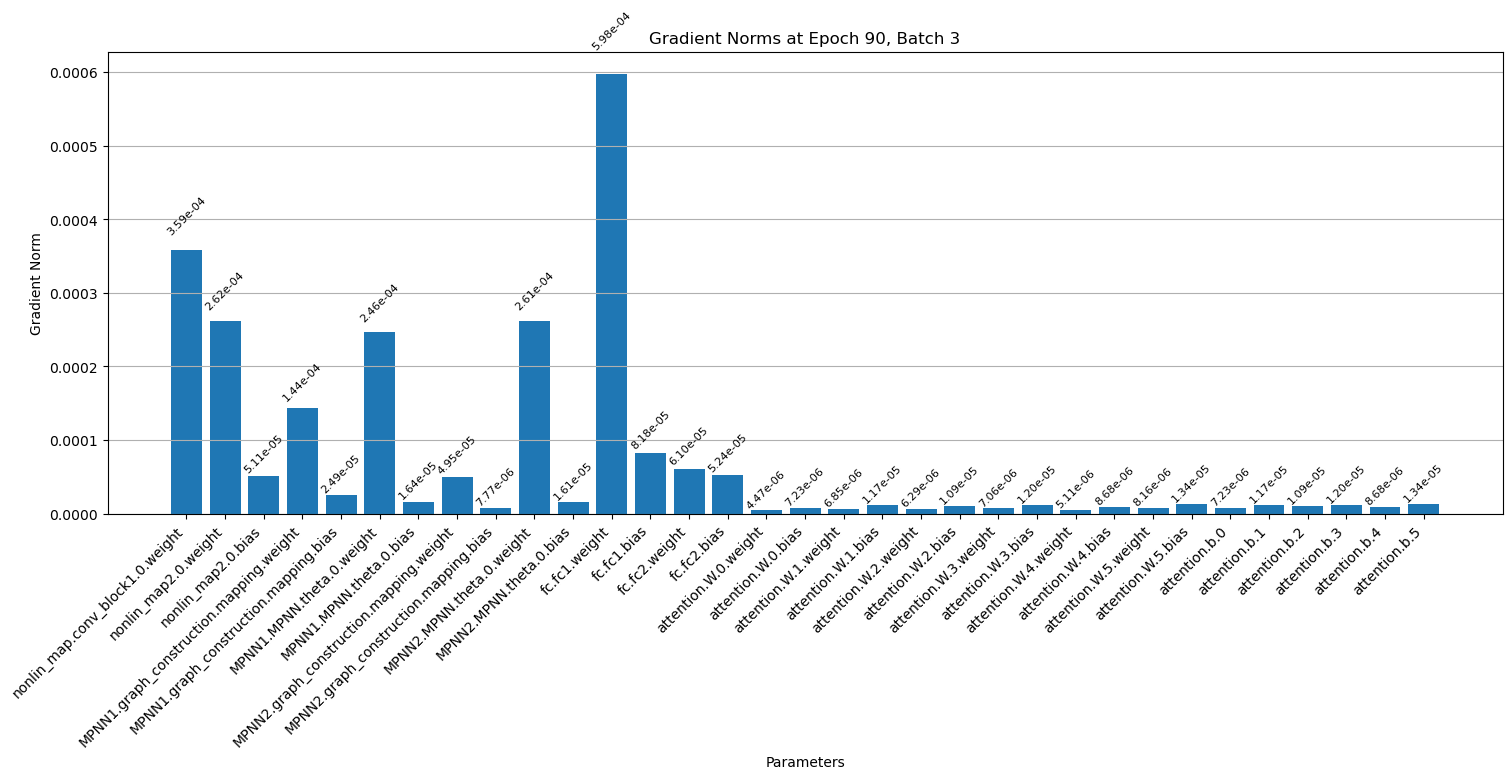 Gradient Norms at Epoch 90, Batch 3
Gradient Norm
0.0006
0.0005
0.0004
0.0003
0.0002
0.0001
0.0000
3.59e-04
2.62e-04
5.11e-05
1.44e-04
2.49e-05
2.46e-04
1.64e-05
4.95e-05
7.77e-06
2.61e-04
1.61e-05
5.98e-04
8.18e-05
6.10e-05
5.24e-05
4.47e-06
7.23e-06
6.85e-06
1.17e-05
6.29e-06
1.09e-05
7.06e-06
1.20e-05
5.11e-06
8.68e-06
8.16e-06
1.34e-05
7.23e-06
1.17e-05
1.09e-05
1.20e-05
8.68e-06
1.34e-05
nonlin_map.conv_block1.0.weight
nonlin_map2.0.weight
nonlin_map2.0.bias
MPNN1.graph_construction.mapping.weight
MPNN1.graph_construction.mapping.bias
MPNN1.MPNN.theta.0.weight
MPNN1.MPNN.theta.0.bias
MPNN2.graph_construction.mapping.weight
MPNN2.graph_construction.mapping.bias
MPNN2.MPNN.theta.0.weight
MPNN2.MPNN.theta.0.bias
fc.fc1.weight
fc.fc1.bias
fc.fc2.weight
fc.fc2.bias
attention.W.0.weight
attention.W.0.bias
attention.W.1.weight
attention.W.1.bias
attention.W.2.weight
attention.W.2.bias
attention.W.3.weight
attention.W.3.bias
attention.W.4.weight
attention.W.4.bias
attention.W.5.weight
attention.W.5.bias
attention.b.0
attention.b.1
attention.b.2
attention.b.3
attention.b.4
attention.b.5
Parameters